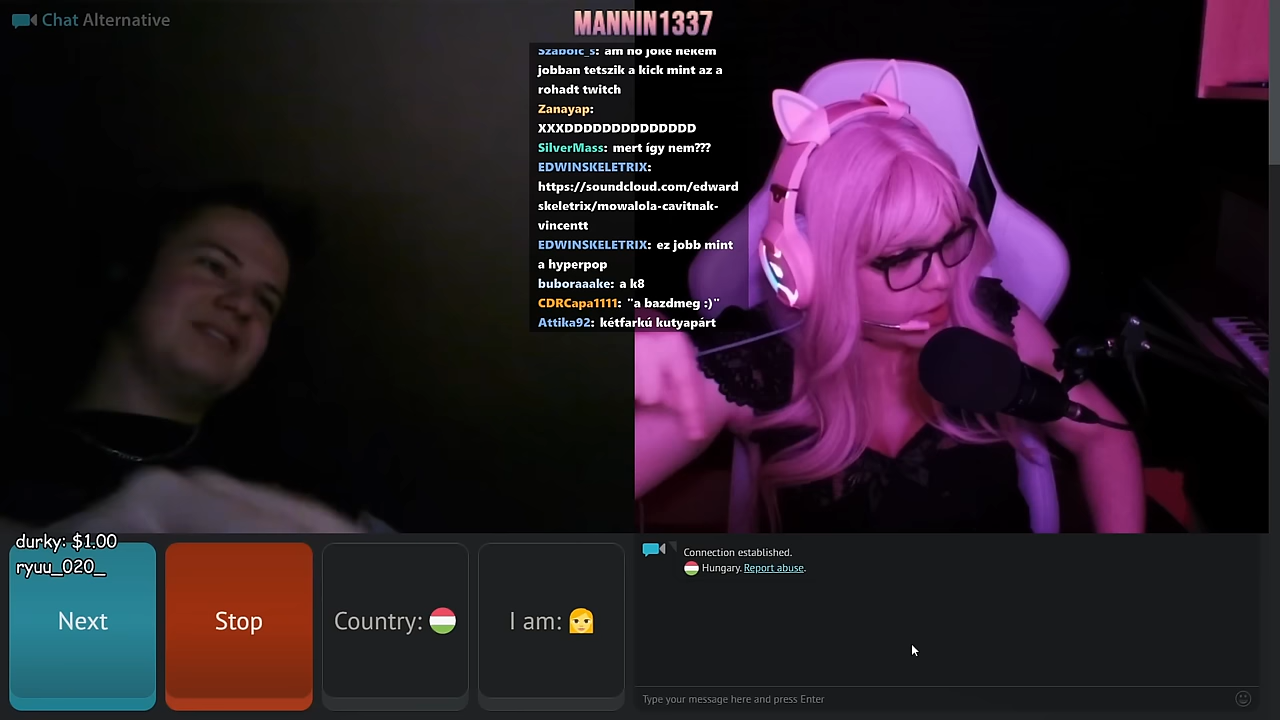 Chat Alternative
MANNIN1337
Szabolc_s: am no joke nekem
jobban tetszik a kick mint az a
rohadt twitch
Zanayap:
XXXDDDDDDDDDDDDDD
SilverMass: mert így nem???
EDWINSKELETRIX:
https://soundcloud.com/edward
skeletrix/mowalola-cavitnak-
vincentt
EDWINSKELETRIX: ez jobb mint
a hyperpop
buboraaake: a k8
CDRCapa1111: "a bazdmeg :)"
Attika92: kétfarkú kutyapárt
durky: $1.00
ryuu_020_
Next
Stop
Country:
I am:
Connection established.
Hungary. Report abuse.
Type your message here and press Enter